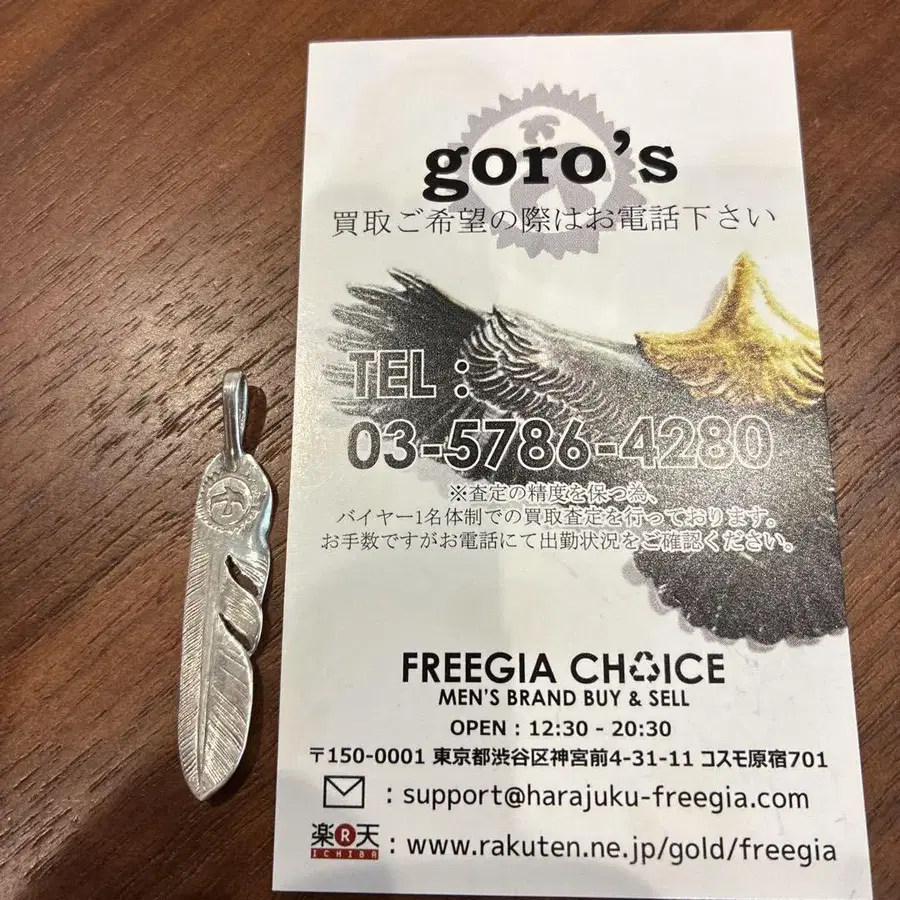 goro's
買取ご希望の際はお電話下さい
TEL :
03-5786-4280
※査定の精度を保つ為、
バイヤー1名体制での買取査定を行っております。
お手数ですがお電話にて出勤状況をご確認ください。
FREEGIA CHOICE
MEN'S BRAND BUY & SELL
OPEN : 12:30 - 20:30
〒150-0001 東京都渋谷区神宮前4-31-11 コスモ原宿701
: support@harajuku-freegia.com
楽R天 ICHIBA : www.rakuten.ne.jp/gold/freegia